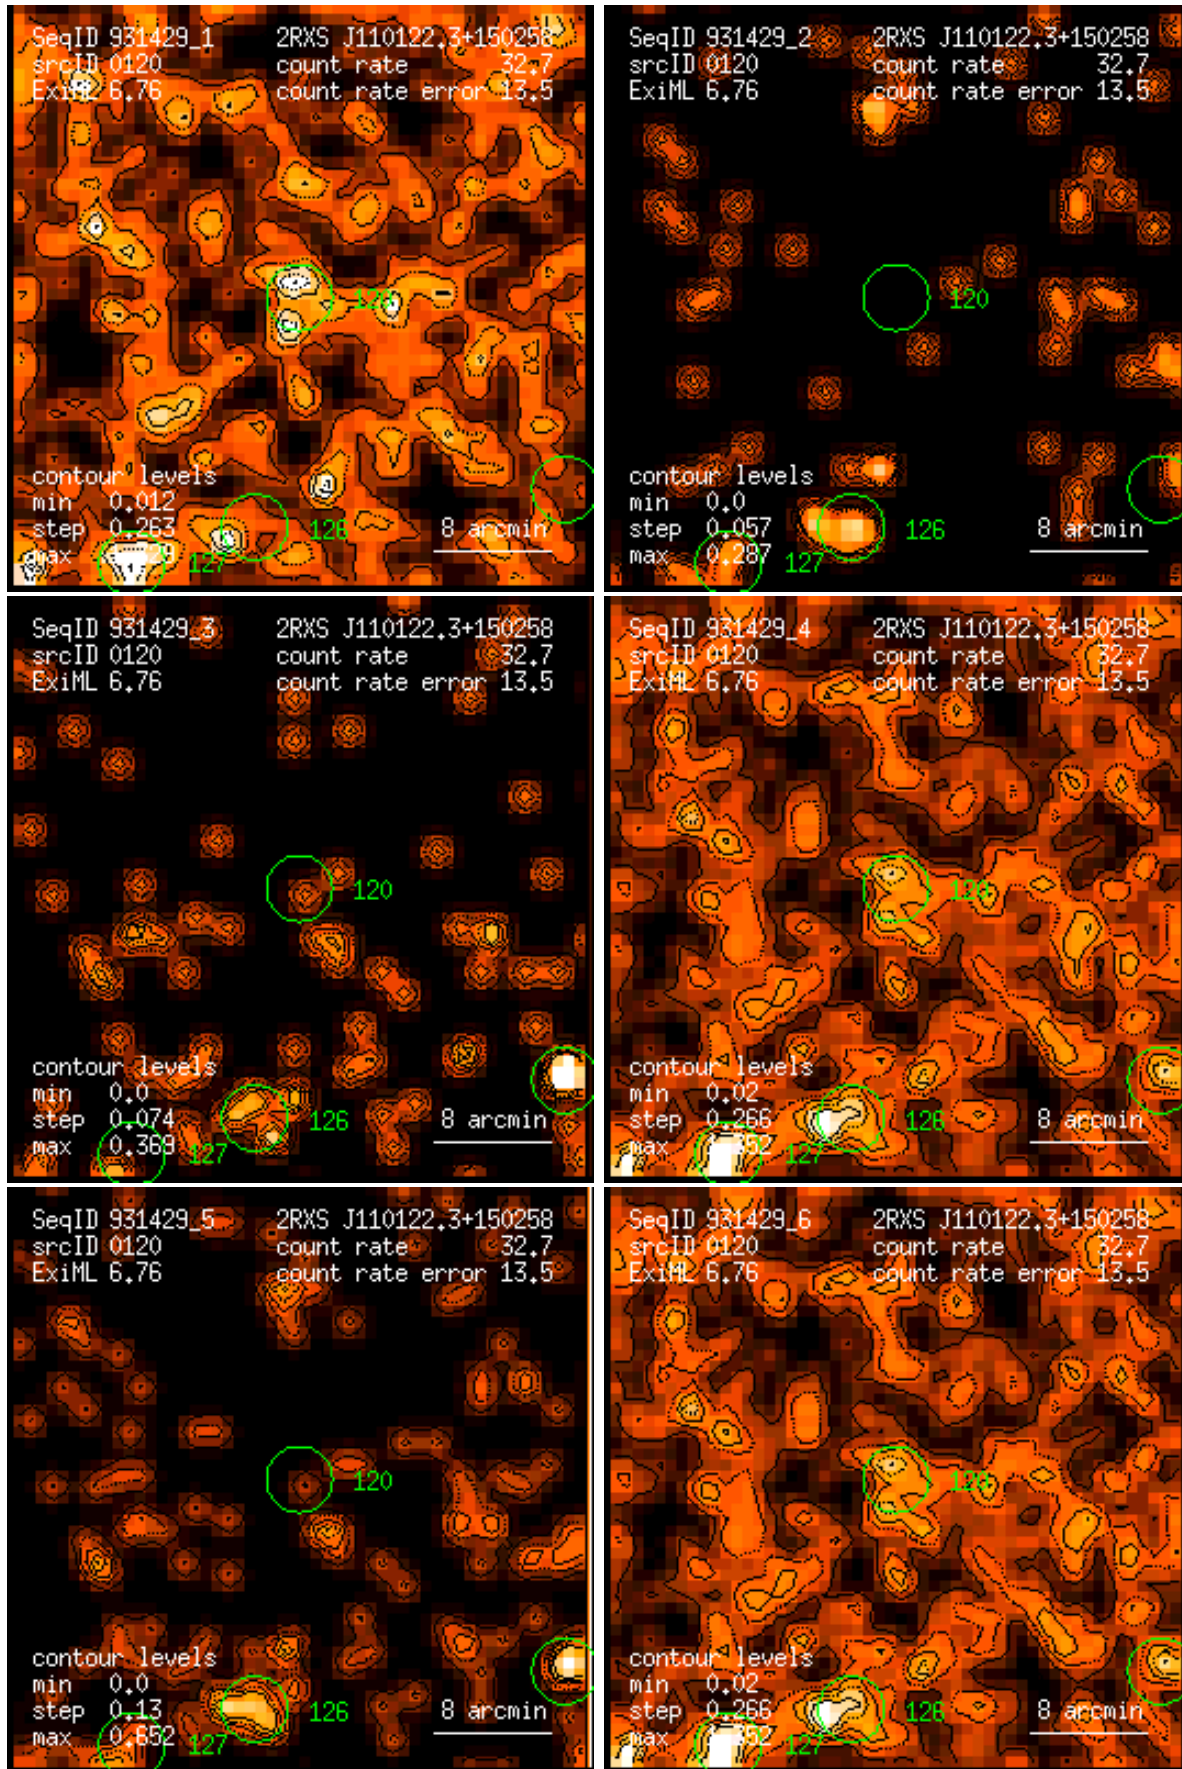 SeqID 931429_1 2RXS J110122.3+150258
srcID 0120 count rate 32.7
ExiML 6.76 count rate error 13.5
120
contour levels
min 0.012
step 0.263 126 8 arcmin
max 127
SeqID 931429_2 2RXS J110122.3+150258
srcID 0120 count rate 32.7
ExiML 6.76 count rate error 13.5
120
contour levels
min 0.0
step 0.057 126 8 arcmin
max 0.287 127
SeqID 931429_3 2RXS J110122.3+150258
srcID 0120 count rate 32.7
ExiML 6.76 count rate error 13.5
120
contour levels
min 0.0
step 0.074 126 8 arcmin
max 0.369 127
SeqID 931429_4 2RXS J110122.3+150258
srcID 0120 count rate 32.7
ExiML 6.76 count rate error 13.5
120
contour levels
min 0.02
step 0.266 126 8 arcmin
max 127
SeqID 931429_5 2RXS J110122.3+150258
srcID 0120 count rate 32.7
ExiML 6.76 count rate error 13.5
120
contour levels
min 0.0
step 0.13 126 8 arcmin
max 0.652 127
SeqID 931429_6 2RXS J110122.3+150258
srcID 0120 count rate 32.7
ExiML 6.76 count rate error 13.5
120
contour levels
min 0.02
step 0.266 126 8 arcmin
max 127